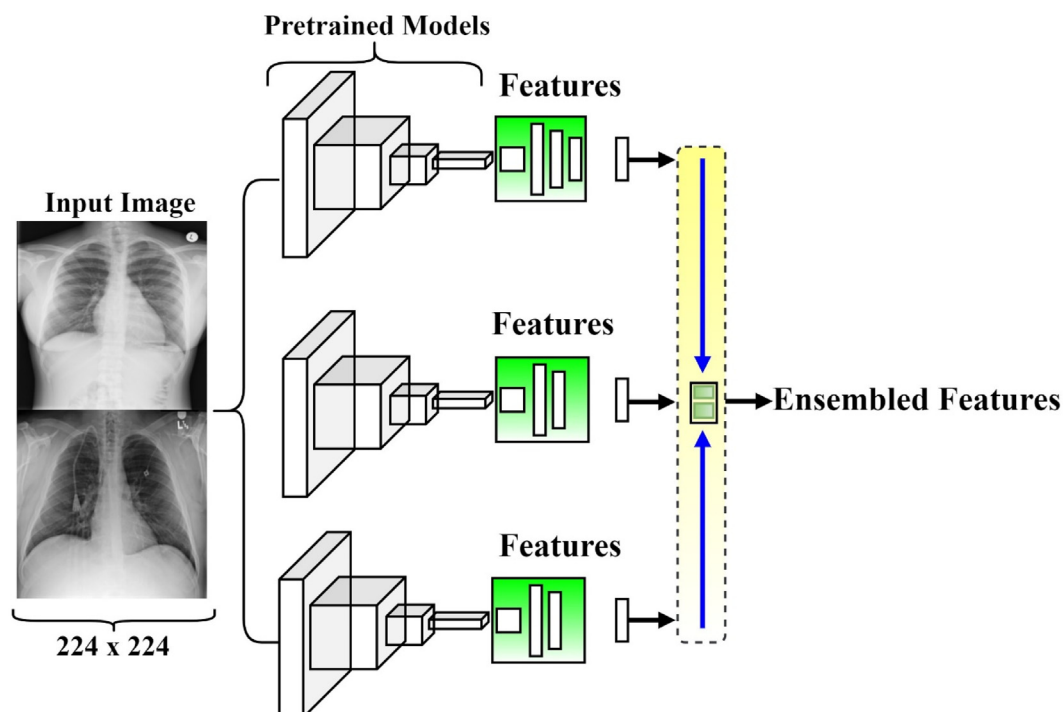 Pretrained Models
Features
Input Image
Features
Ensembled Features
Features
224 x 224